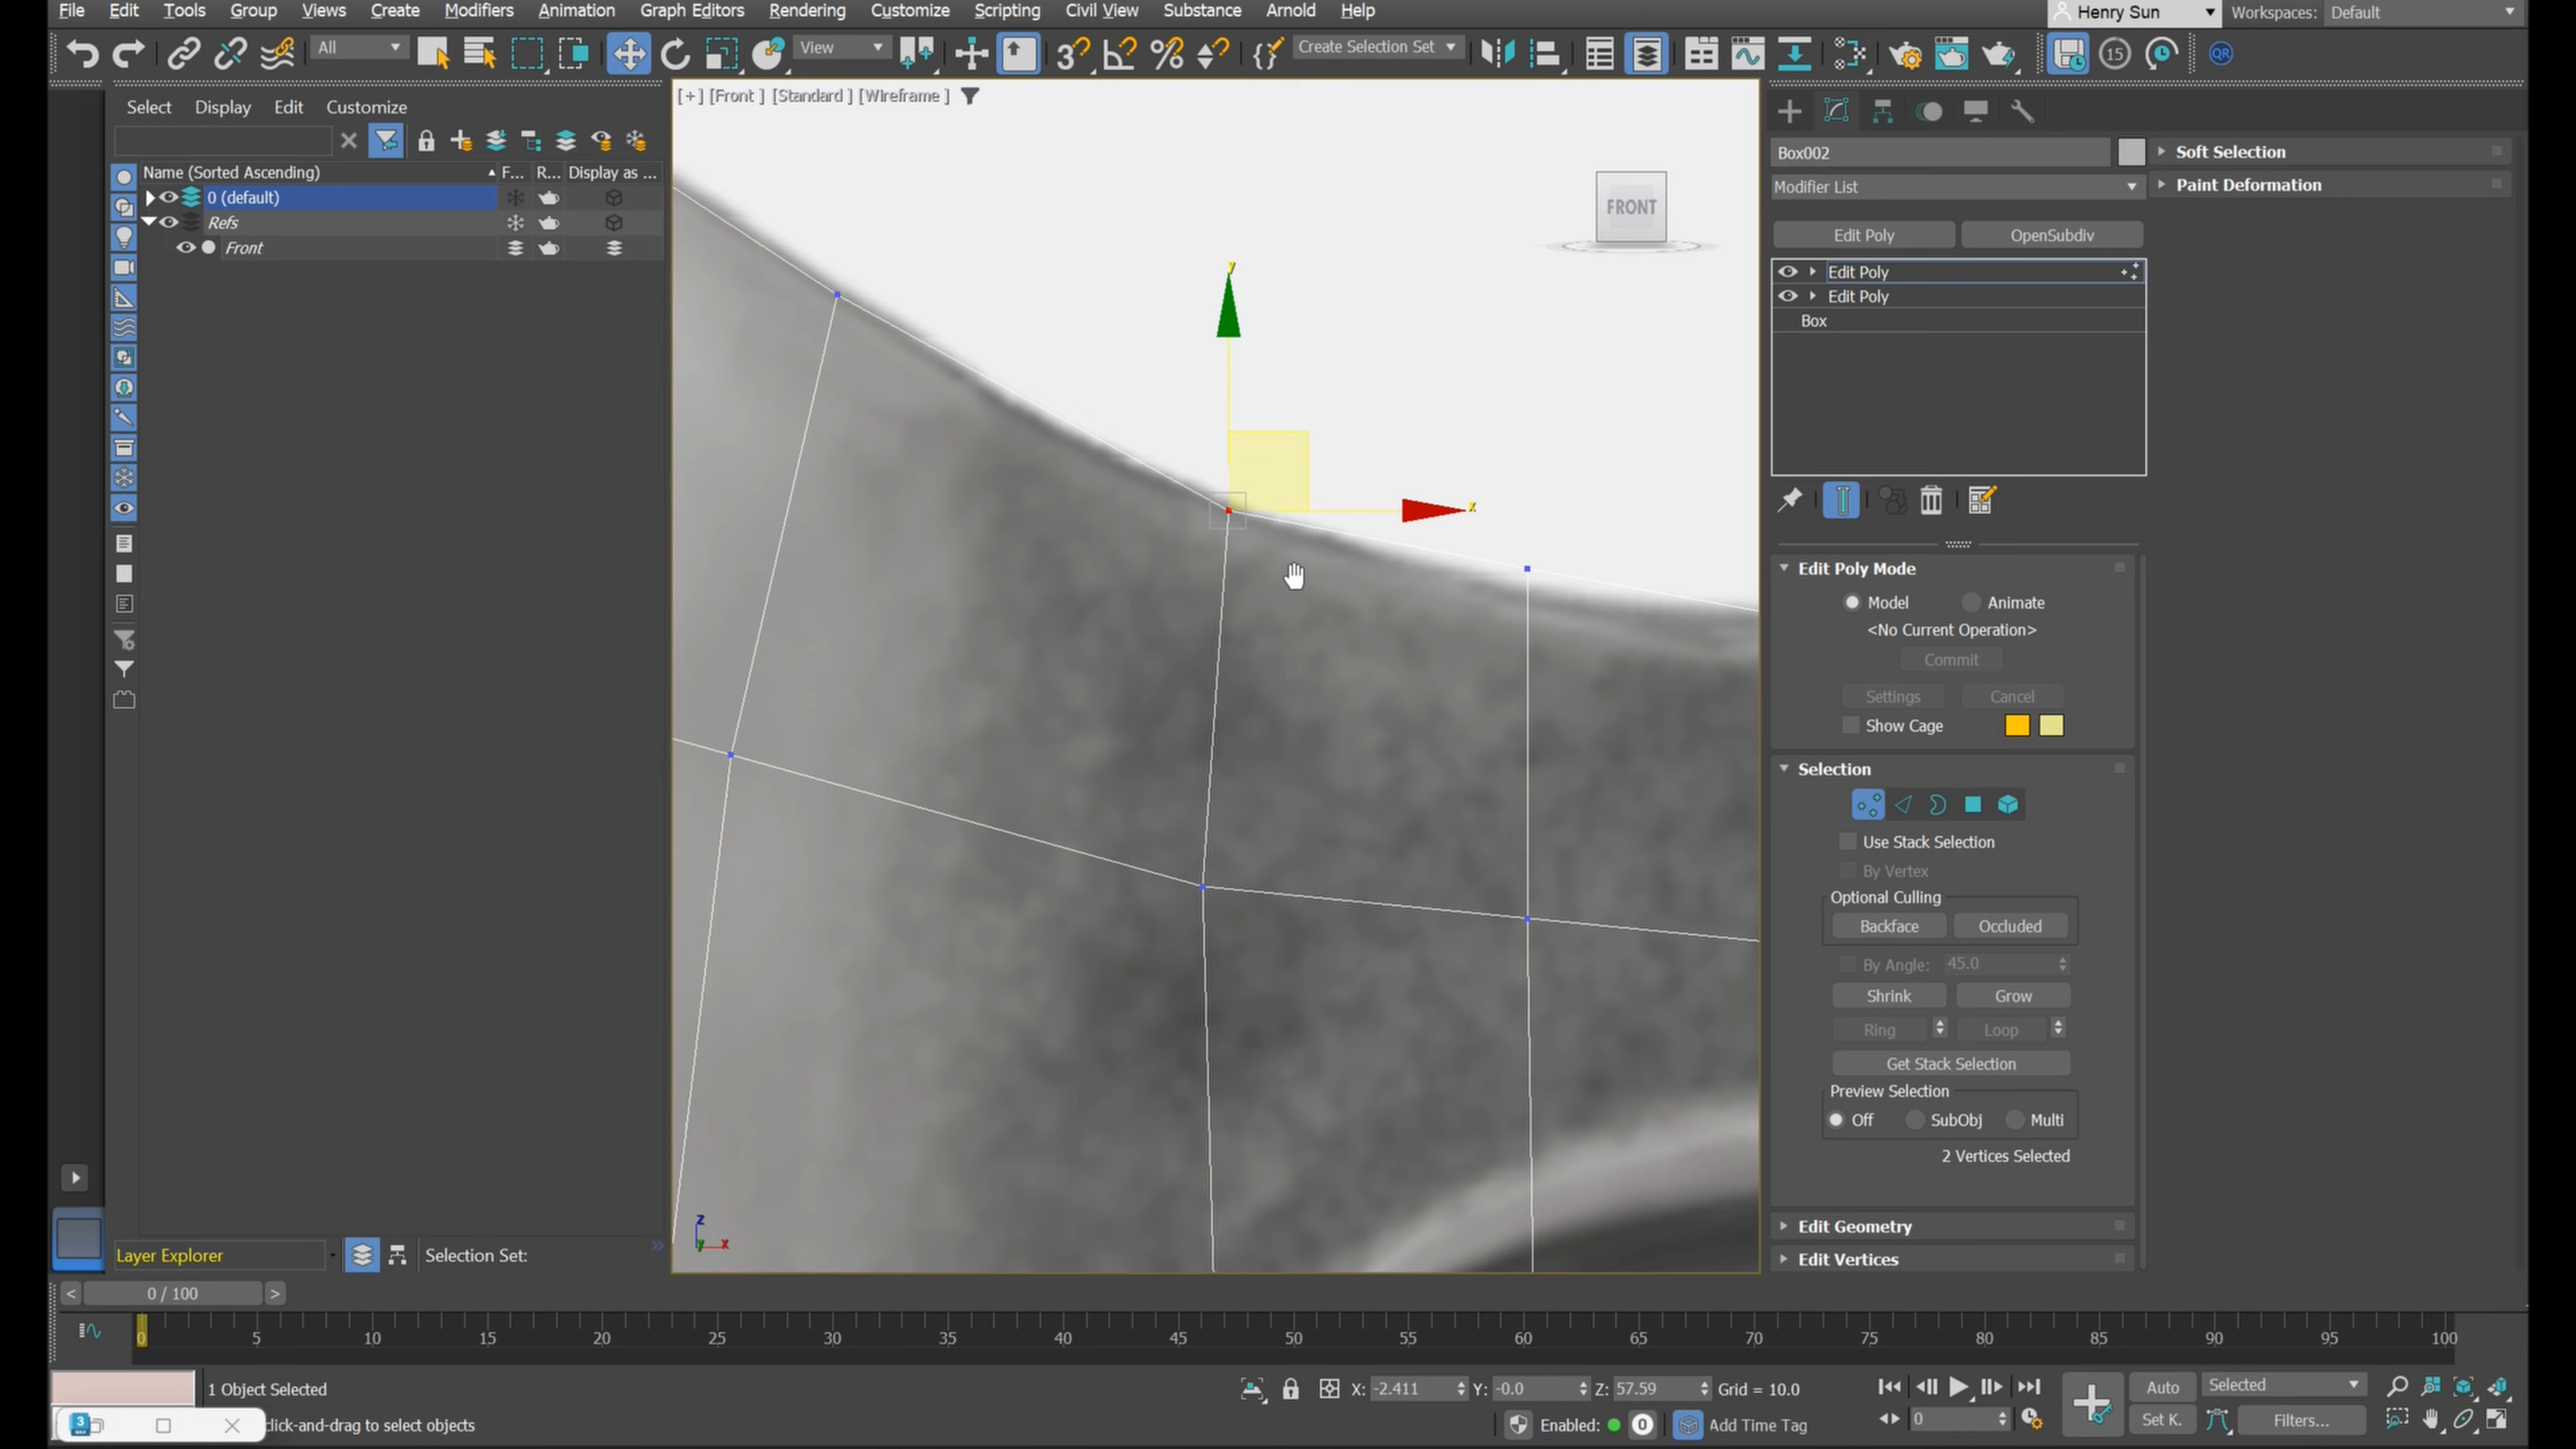 File Edit Tools Group Views Create Modifiers Animation Graph Editors Rendering Customize Scripting Civil View Substance Arnold Help
Henry Sun Workspaces: Default
All View Create Selection Set 15 QR
Select Display Edit Customize
Name (Sorted Ascending) F... R... Display as ...
0 (default)
Refs
Front
[+] [Front ] [Standard ] [Wireframe ]
FRONT
y
x
z
y x
Box002
Modifier List
Edit Poly OpenSubdiv
Edit Poly
Edit Poly
Box
Edit Poly Mode
Model Animate
<No Current Operation>
Commit
Settings Cancel
Show Cage
Selection
Use Stack Selection
By Vertex
Optional Culling
Backface Occluded
By Angle: 45.0
Shrink Grow
Ring Loop
Get Stack Selection
Preview Selection
Off SubObj Multi
2 Vertices Selected
Edit Geometry
Edit Vertices
Soft Selection
Paint Deformation
Layer Explorer Selection Set:
< 0 / 100 >
0 5 10 15 20 25 30 35 40 45 50 55 60 65 70 75 80 85 90 95 100
1 Object Selected
click-and-drag to select objects
X: -2.411 Y: -0.0 Z: 57.59 Grid = 10.0
Enabled: 0 Add Time Tag
Auto Selected
0 Set K. Filters...